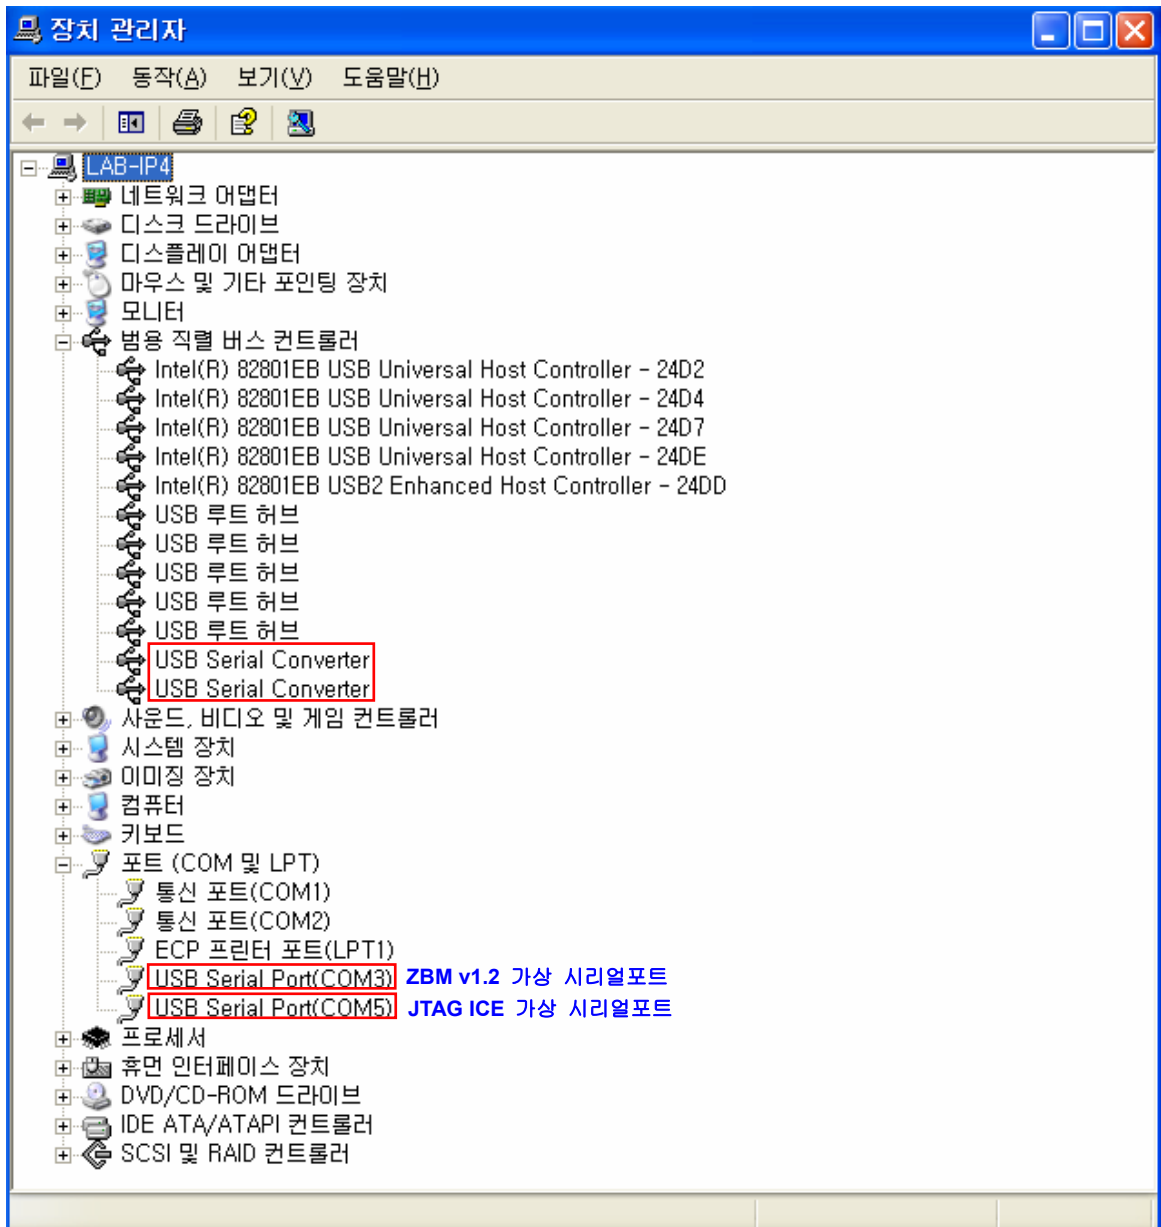 장치 관리자
파일(F) 동작(A) 보기(V) 도움말(H)
LAB-IP4
네트워크 어댑터
디스크 드라이브
디스플레이 어댑터
마우스 및 기타 포인팅 장치
모니터
범용 직렬 버스 컨트롤러
Intel(R) 82801EB USB Universal Host Controller - 24D2
Intel(R) 82801EB USB Universal Host Controller - 24D4
Intel(R) 82801EB USB Universal Host Controller - 24D7
Intel(R) 82801EB USB Universal Host Controller - 24DE
Intel(R) 82801EB USB2 Enhanced Host Controller - 24DD
USB 루트 허브
USB 루트 허브
USB 루트 허브
USB 루트 허브
USB 루트 허브
USB Serial Converter
USB Serial Converter
사운드, 비디오 및 게임 컨트롤러
시스템 장치
이미징 장치
컴퓨터
키보드
포트 (COM 및 LPT)
통신 포트(COM1)
통신 포트(COM2)
ECP 프린터 포트(LPT1)
USB Serial Port(COM3) ZBM v1.2 가상 시리얼포트
USB Serial Port(COM5) JTAG ICE 가상 시리얼포트
프로세서
휴먼 인터페이스 장치
DVD/CD-ROM 드라이브
IDE ATA/ATAPI 컨트롤러
SCSI 및 RAID 컨트롤러